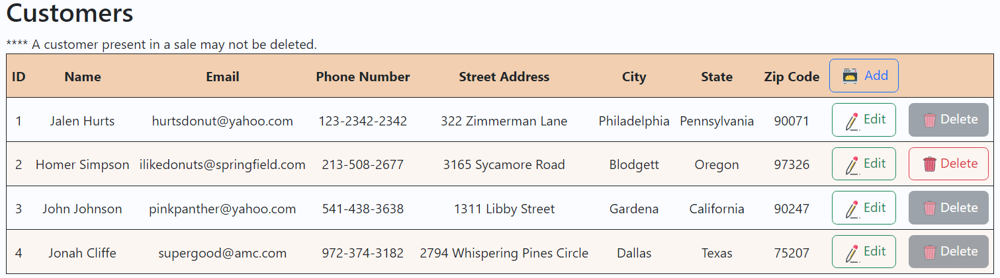 Customers
**** A customer present in a sale may not be deleted.
ID Name Email Phone Number Street Address City State Zip Code Add
1 Jalen Hurts hurtsdonut@yahoo.com 123-2342-2342 322 Zimmerman Lane Philadelphia Pennsylvania 90071 Edit Delete
2 Homer Simpson ilikedonuts@springfield.com 213-508-2677 3165 Sycamore Road Blodgett Oregon 97326 Edit Delete
3 John Johnson pinkpanther@yahoo.com 541-438-3638 1311 Libby Street Gardena California 90247 Edit Delete
4 Jonah Cliffe supergood@amc.com 972-374-3182 2794 Whispering Pines Circle Dallas Texas 75207 Edit Delete